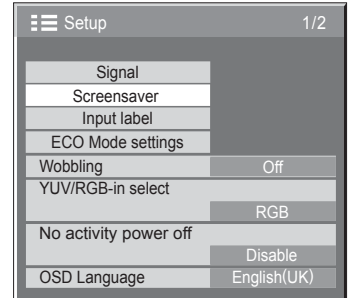 Setup 1/2
Signal
Screensaver
Input label
ECO Mode settings
Wobbling Off
YUV/RGB-in select
RGB
No activity power off
Disable
OSD Language English(UK)